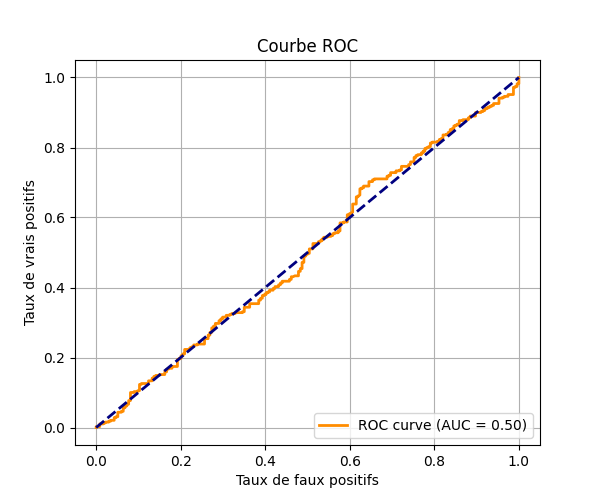 Courbe ROC
Taux de vrais positifs
1.0
0.8
0.6
0.4
0.2
0.0
ROC curve (AUC = 0.50)
0.0 0.2 0.4 0.6 0.8 1.0
Taux de faux positifs